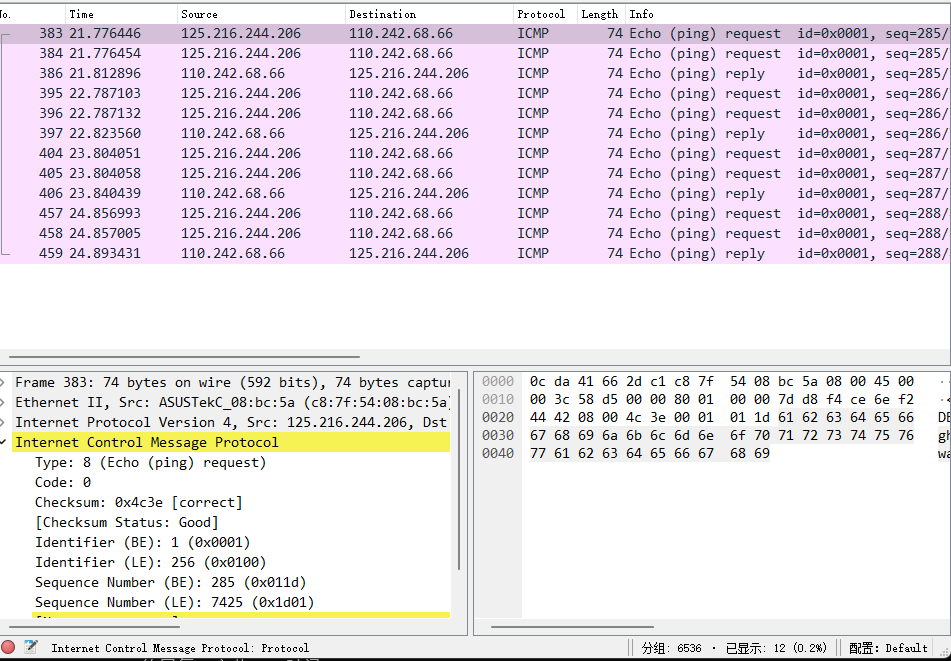 No. Time Source Destination Protocol Length Info
383 21.776446 125.216.244.206 110.242.68.66 ICMP 74 Echo (ping) request id=0x0001, seq=285/
384 21.776454 125.216.244.206 110.242.68.66 ICMP 74 Echo (ping) request id=0x0001, seq=285/
386 21.812896 110.242.68.66 125.216.244.206 ICMP 74 Echo (ping) reply id=0x0001, seq=285/
395 22.787103 125.216.244.206 110.242.68.66 ICMP 74 Echo (ping) request id=0x0001, seq=286/
396 22.787132 125.216.244.206 110.242.68.66 ICMP 74 Echo (ping) request id=0x0001, seq=286/
397 22.823560 110.242.68.66 125.216.244.206 ICMP 74 Echo (ping) reply id=0x0001, seq=286/
404 23.804051 125.216.244.206 110.242.68.66 ICMP 74 Echo (ping) request id=0x0001, seq=287/
405 23.804058 125.216.244.206 110.242.68.66 ICMP 74 Echo (ping) request id=0x0001, seq=287/
406 23.840439 110.242.68.66 125.216.244.206 ICMP 74 Echo (ping) reply id=0x0001, seq=287/
457 24.856993 125.216.244.206 110.242.68.66 ICMP 74 Echo (ping) request id=0x0001, seq=288/
458 24.857005 125.216.244.206 110.242.68.66 ICMP 74 Echo (ping) request id=0x0001, seq=288/
459 24.893431 110.242.68.66 125.216.244.206 ICMP 74 Echo (ping) reply id=0x0001, seq=288/
Frame 383: 74 bytes on wire (592 bits), 74 bytes captur
Ethernet II, Src: ASUSTekC_08:bc:5a (c8:7f:54:08:bc:5a)
Internet Protocol Version 4, Src: 125.216.244.206, Dst
Internet Control Message Protocol
Type: 8 (Echo (ping) request)
Code: 0
Checksum: 0x4c3e [correct]
[Checksum Status: Good]
Identifier (BE): 1 (0x0001)
Identifier (LE): 256 (0x0100)
Sequence Number (BE): 285 (0x011d)
Sequence Number (LE): 7425 (0x1d01)
0000 0c da 41 66 2d c1 c8 7f 54 08 bc 5a 08 00 45 00
0010 00 3c 58 d5 00 00 80 01 00 00 7d d8 f4 ce 6e f2
0020 44 42 08 00 4c 3e 00 01 01 1d 61 62 63 64 65 66 DB
0030 67 68 69 6a 6b 6c 6d 6e 6f 70 71 72 73 74 75 76 gh
0040 77 61 62 63 64 65 66 67 68 69 wa
Internet Control Message Protocol: Protocol 分组: 6536 · 已显示: 12 (0.2%) 配置: Default